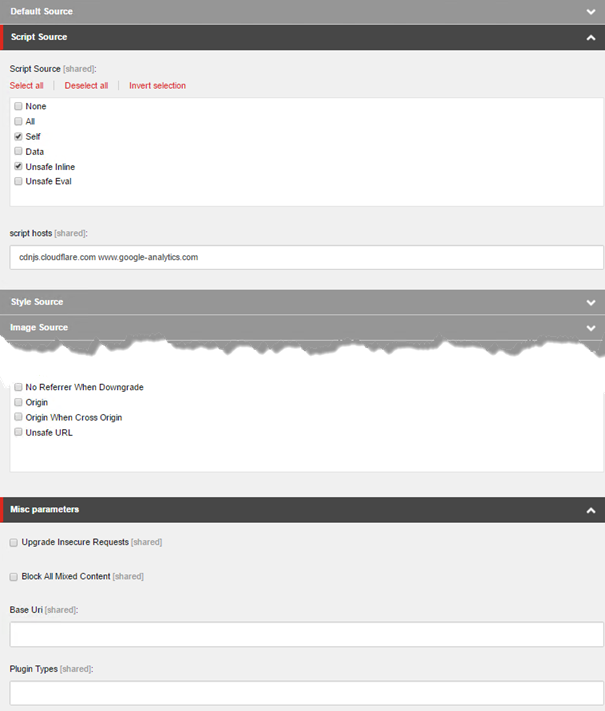 Default Source
Script Source
Script Source [shared]:
Select all Deselect all Invert selection
None
All
Self
Data
Unsafe Inline
Unsafe Eval
script hosts [shared]:
cdnjs.cloudflare.com www.google-analytics.com
Style Source
Image Source
No Referrer When Downgrade
Origin
Origin When Cross Origin
Unsafe URL
Misc parameters
Upgrade Insecure Requests [shared]
Block All Mixed Content [shared]
Base Uri [shared]:
Plugin Types [shared]: